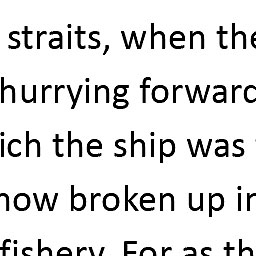 straits, when the
hurrying forward
ich the ship was
now broken up in
fishery. For as th